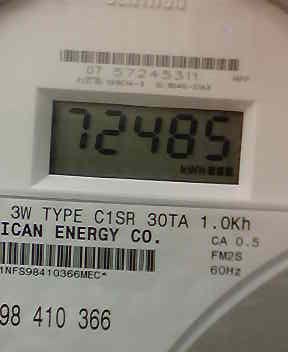 07 57245311
72485
kWh
3W TYPE C1SR 30TA 1.0Kh
ICAN ENERGY CO.
CA 0.5
FM2S
60Hz
1NFS98410366MEC*
98 410 366